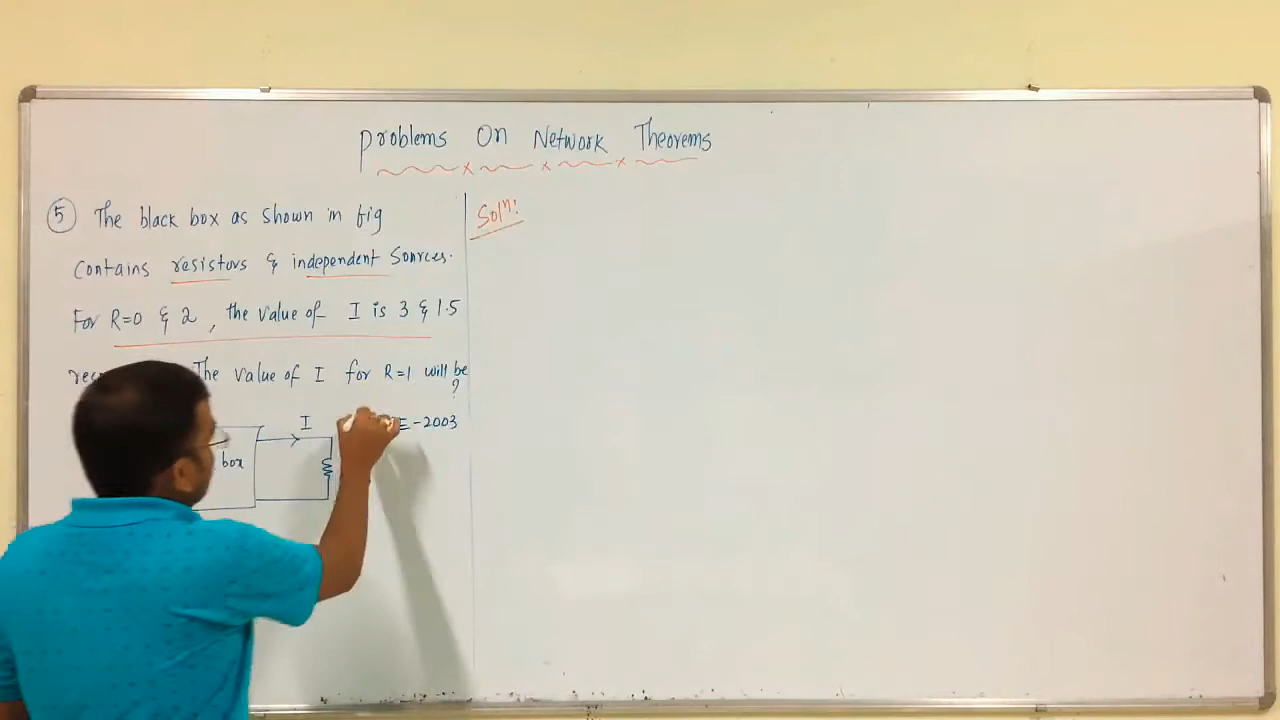 Problems On Network Theorems
5 The black box as shown in fig
Contains resistors & independent Sources.
For R=0 & 2, the value of I is 3 & 1.5
The value of I for R=1 will be
?
I
-2003
box
Solⁿ: